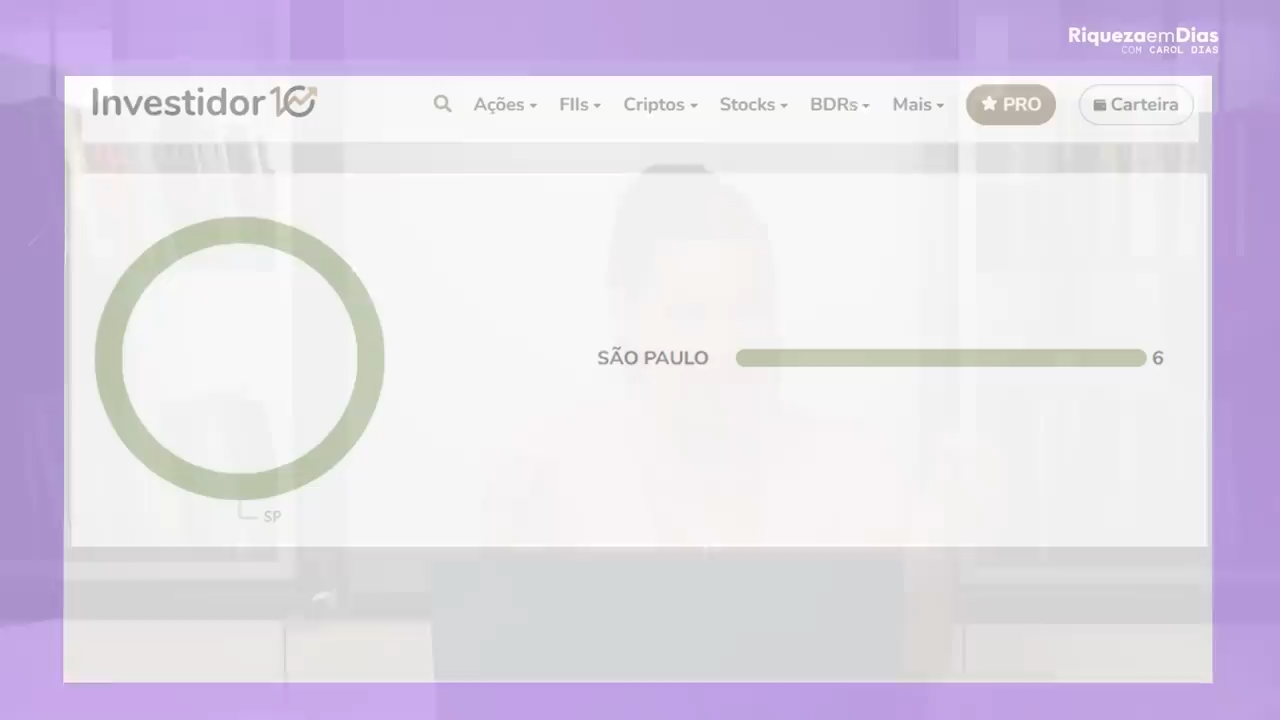 RiquezaemDias
COM CAROL DIAS
Investidor10 Ações FIIs Criptos Stocks BDRs Mais PRO Carteira
SÃO PAULO 6
SP